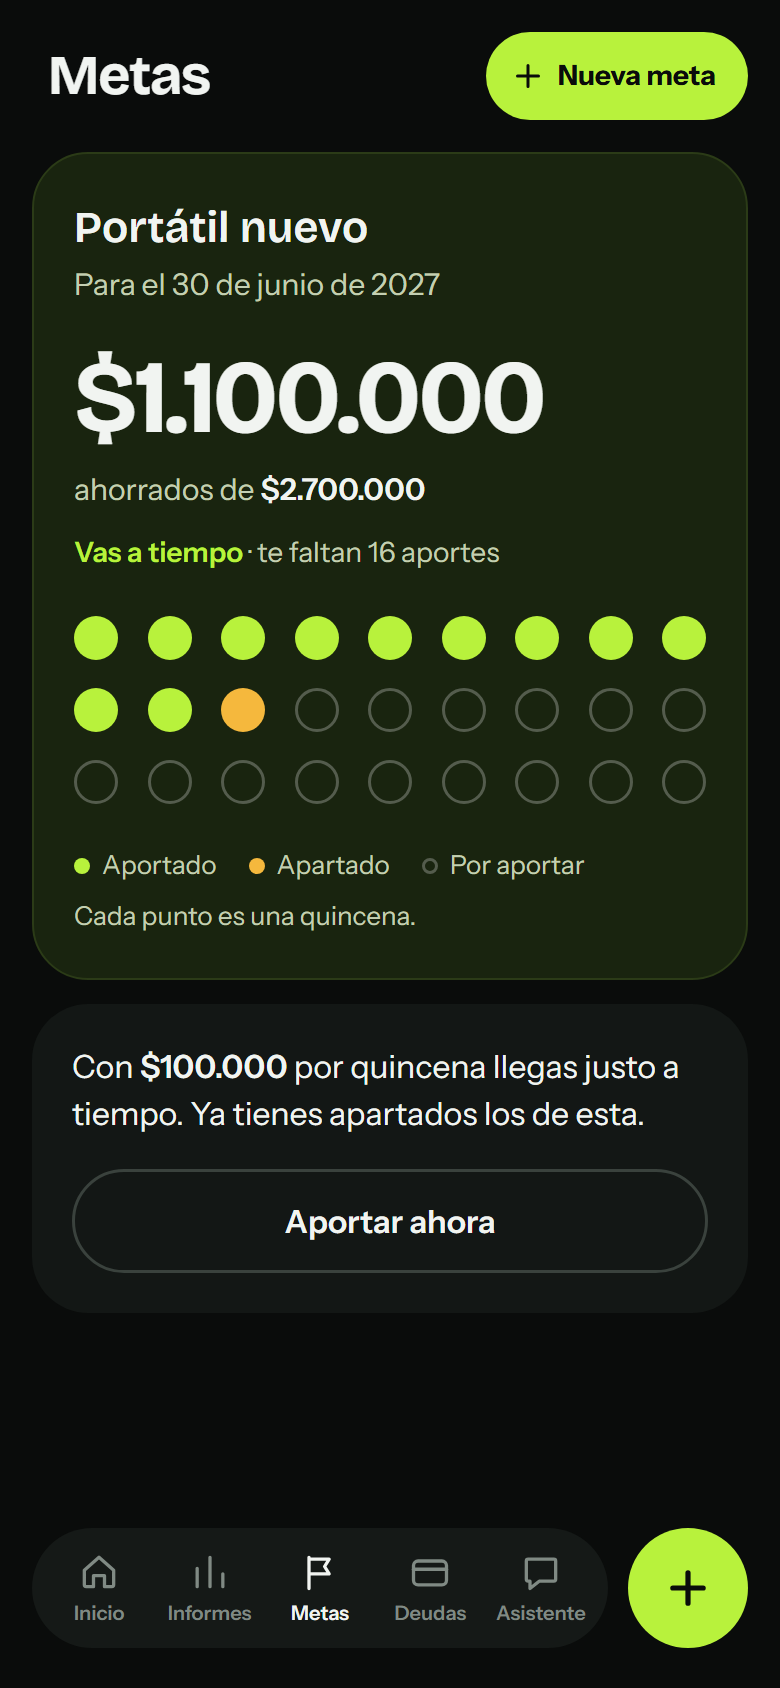 Metas
+ Nueva meta
Portátil nuevo
Para el 30 de junio de 2027
$1.100.000
ahorrados de $2.700.000
Vas a tiempo · te faltan 16 aportes
Aportado Apartado Por aportar
Cada punto es una quincena.
Con $100.000 por quincena llegas justo a
tiempo. Ya tienes apartados los de esta.
Aportar ahora
Inicio Informes Metas Deudas Asistente